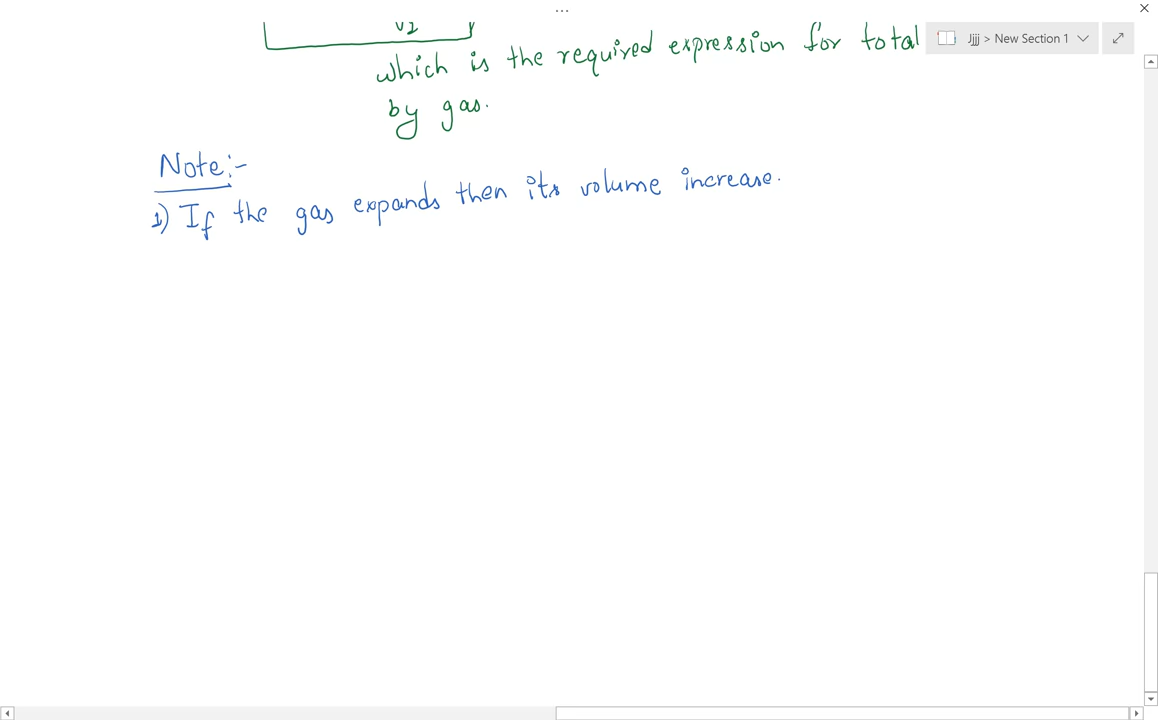 ...
Jjjj > New Section 1
V1
which is the required expression for total
by gas.
Note:-
1) If the gas expands then its volume increase.